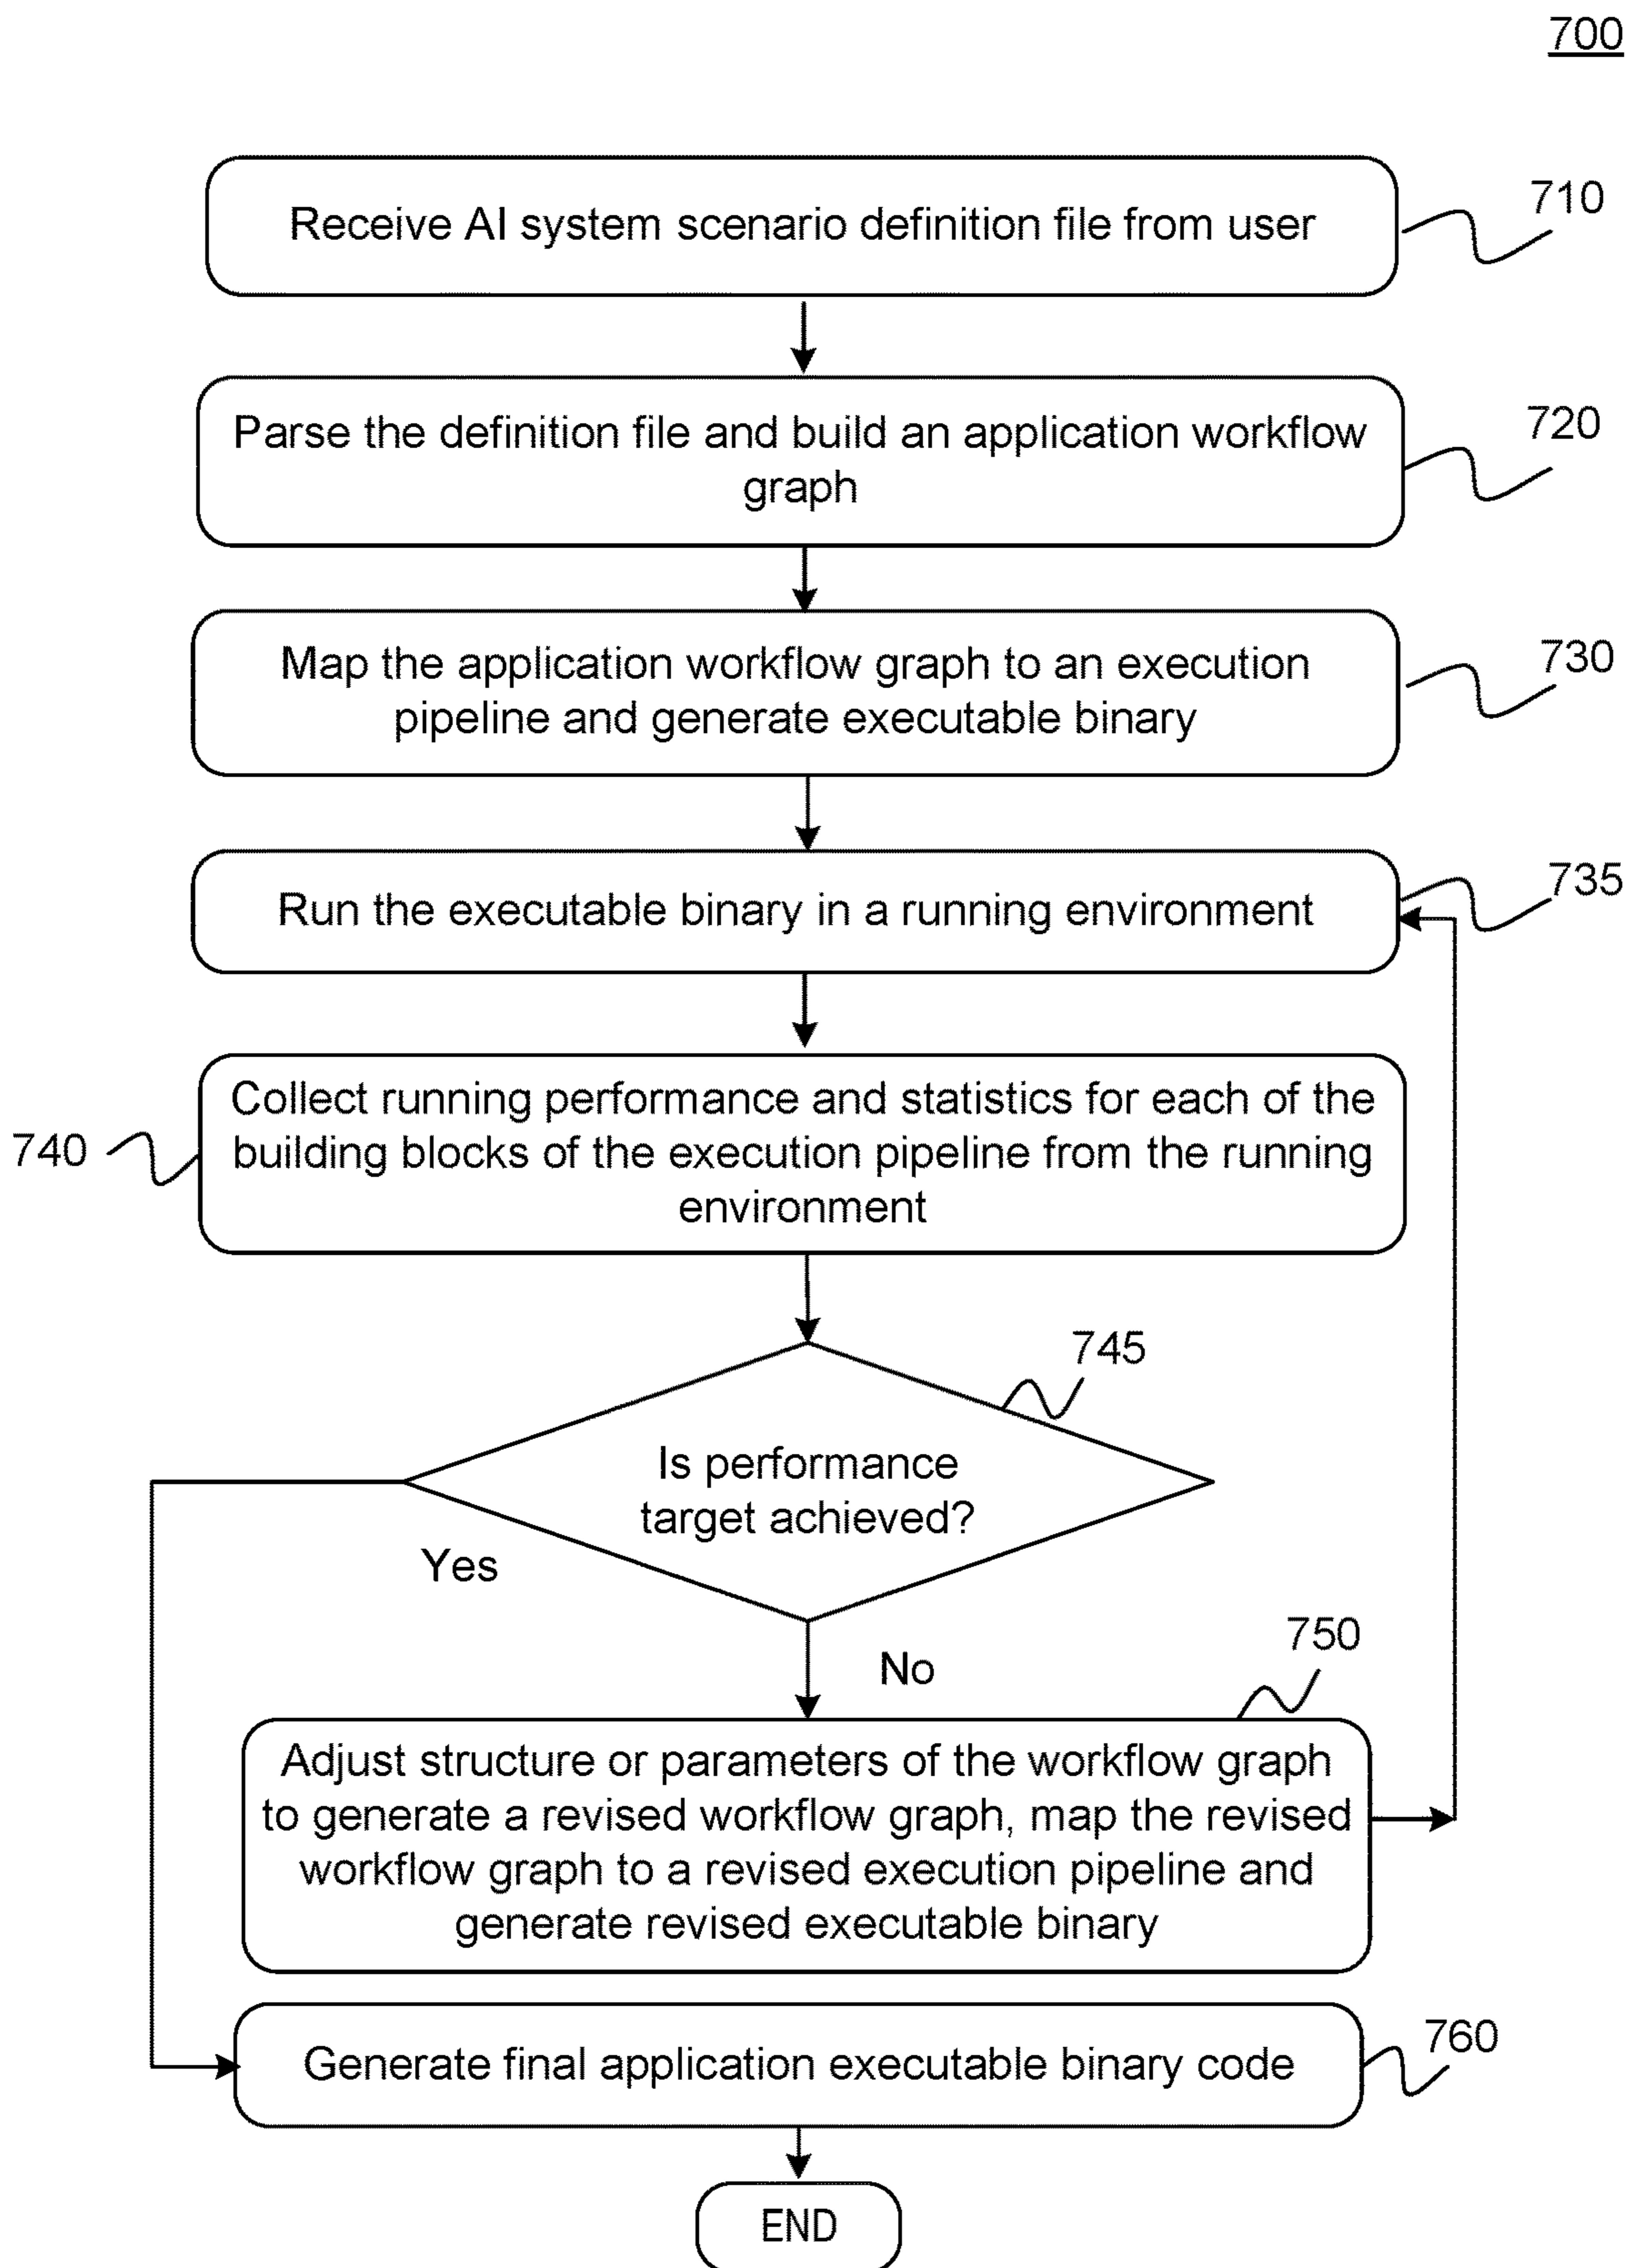 700
Receive AI system scenario definition file from user
710
Parse the definition file and build an application workflow
graph
720
Map the application workflow graph to an execution
pipeline and generate executable binary
730
Run the executable binary in a running environment
735
Collect running performance and statistics for each of the
building blocks of the execution pipeline from the running
environment
740
745
Is performance
target achieved?
Yes
No
750
Adjust structure or parameters of the workflow graph
to generate a revised workflow graph, map the revised
workflow graph to a revised execution pipeline and
generate revised executable binary
Generate final application executable binary code
760
END